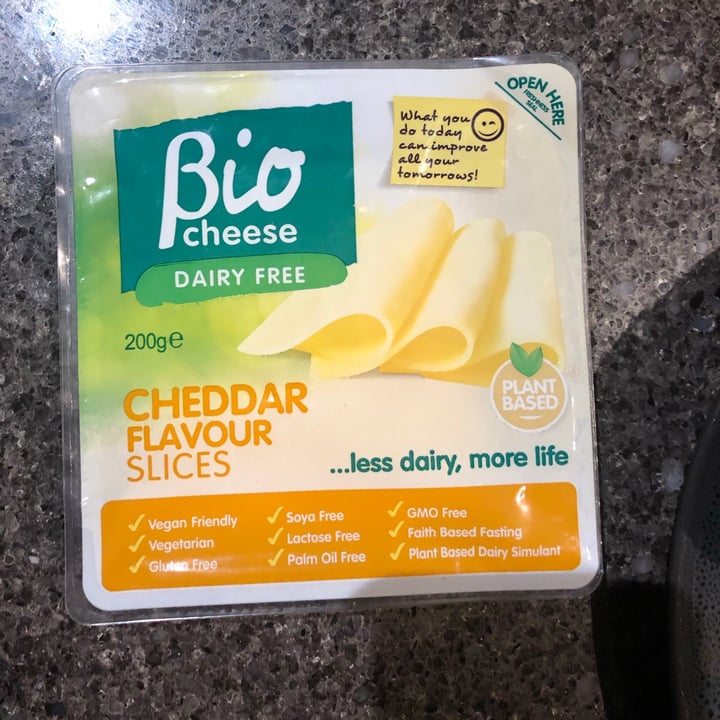 Bio
cheese
DAIRY FREE
200g℮
What you
do today
can improve
all your
tomorrows!
OPEN HERE
FRESHNESS
SEAL
PLANT
BASED
CHEDDAR
FLAVOUR
SLICES
...less dairy, more life
✓ Vegan Friendly
✓ Vegetarian
✓ Gluten Free
✓ Soya Free
✓ Lactose Free
✓ Palm Oil Free
✓ GMO Free
✓ Faith Based Fasting
✓ Plant Based Dairy Simulant